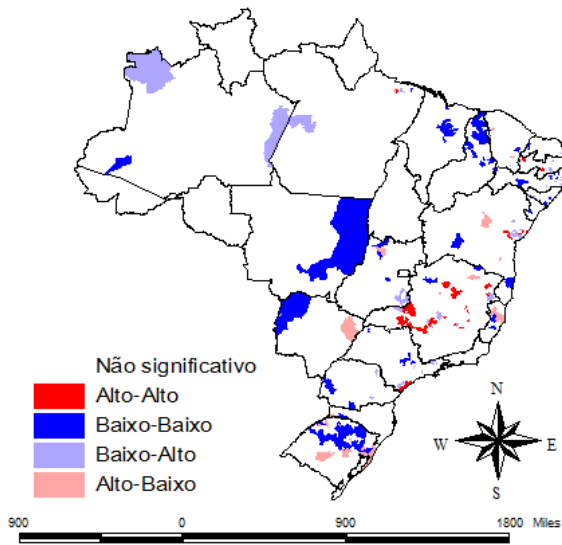 Não significativo
Alto-Alto
Baixo-Baixo
Baixo-Alto
Alto-Baixo
N
W E
S
900 0 900 1800 Miles